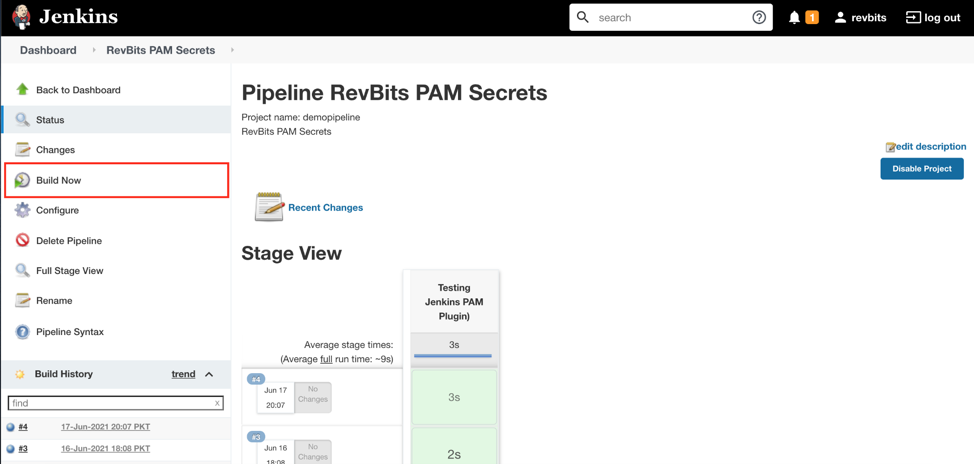 Jenkins
search
1
revbits
log out
Dashboard
RevBits PAM Secrets
Back to Dashboard
Status
Changes
Build Now
Configure
Delete Pipeline
Full Stage View
Rename
Pipeline Syntax
Build History
trend
find
x
#4
17-Jun-2021 20:07 PKT
#3
16-Jun-2021 18:08 PKT
Pipeline RevBits PAM Secrets
Project name: demopipeline
RevBits PAM Secrets
edit description
Disable Project
Recent Changes
Stage View
Testing
Jenkins PAM
Plugin)
Average stage times:
(Average full run time: ~9s)
3s
#4
Jun 17
20:07
No
Changes
3s
#3
Jun 16
18:08
No
Changes
2s